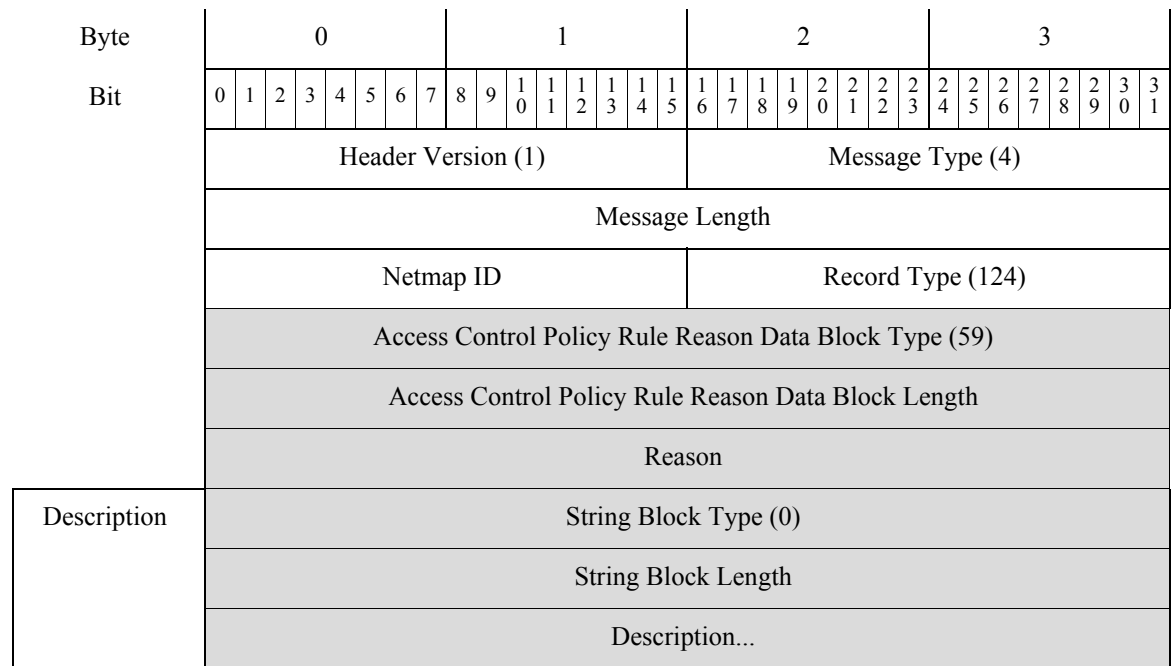 Byte 0 1 2 3
Bit 0 1 2 3 4 5 6 7 8 9 10 11 12 13 14 15 16 17 18 19 20 21 22 23 24 25 26 27 28 29 30 31
Header Version (1) Message Type (4)
Message Length
Netmap ID Record Type (124)
Access Control Policy Rule Reason Data Block Type (59)
Access Control Policy Rule Reason Data Block Length
Reason
Description String Block Type (0)
String Block Length
Description...